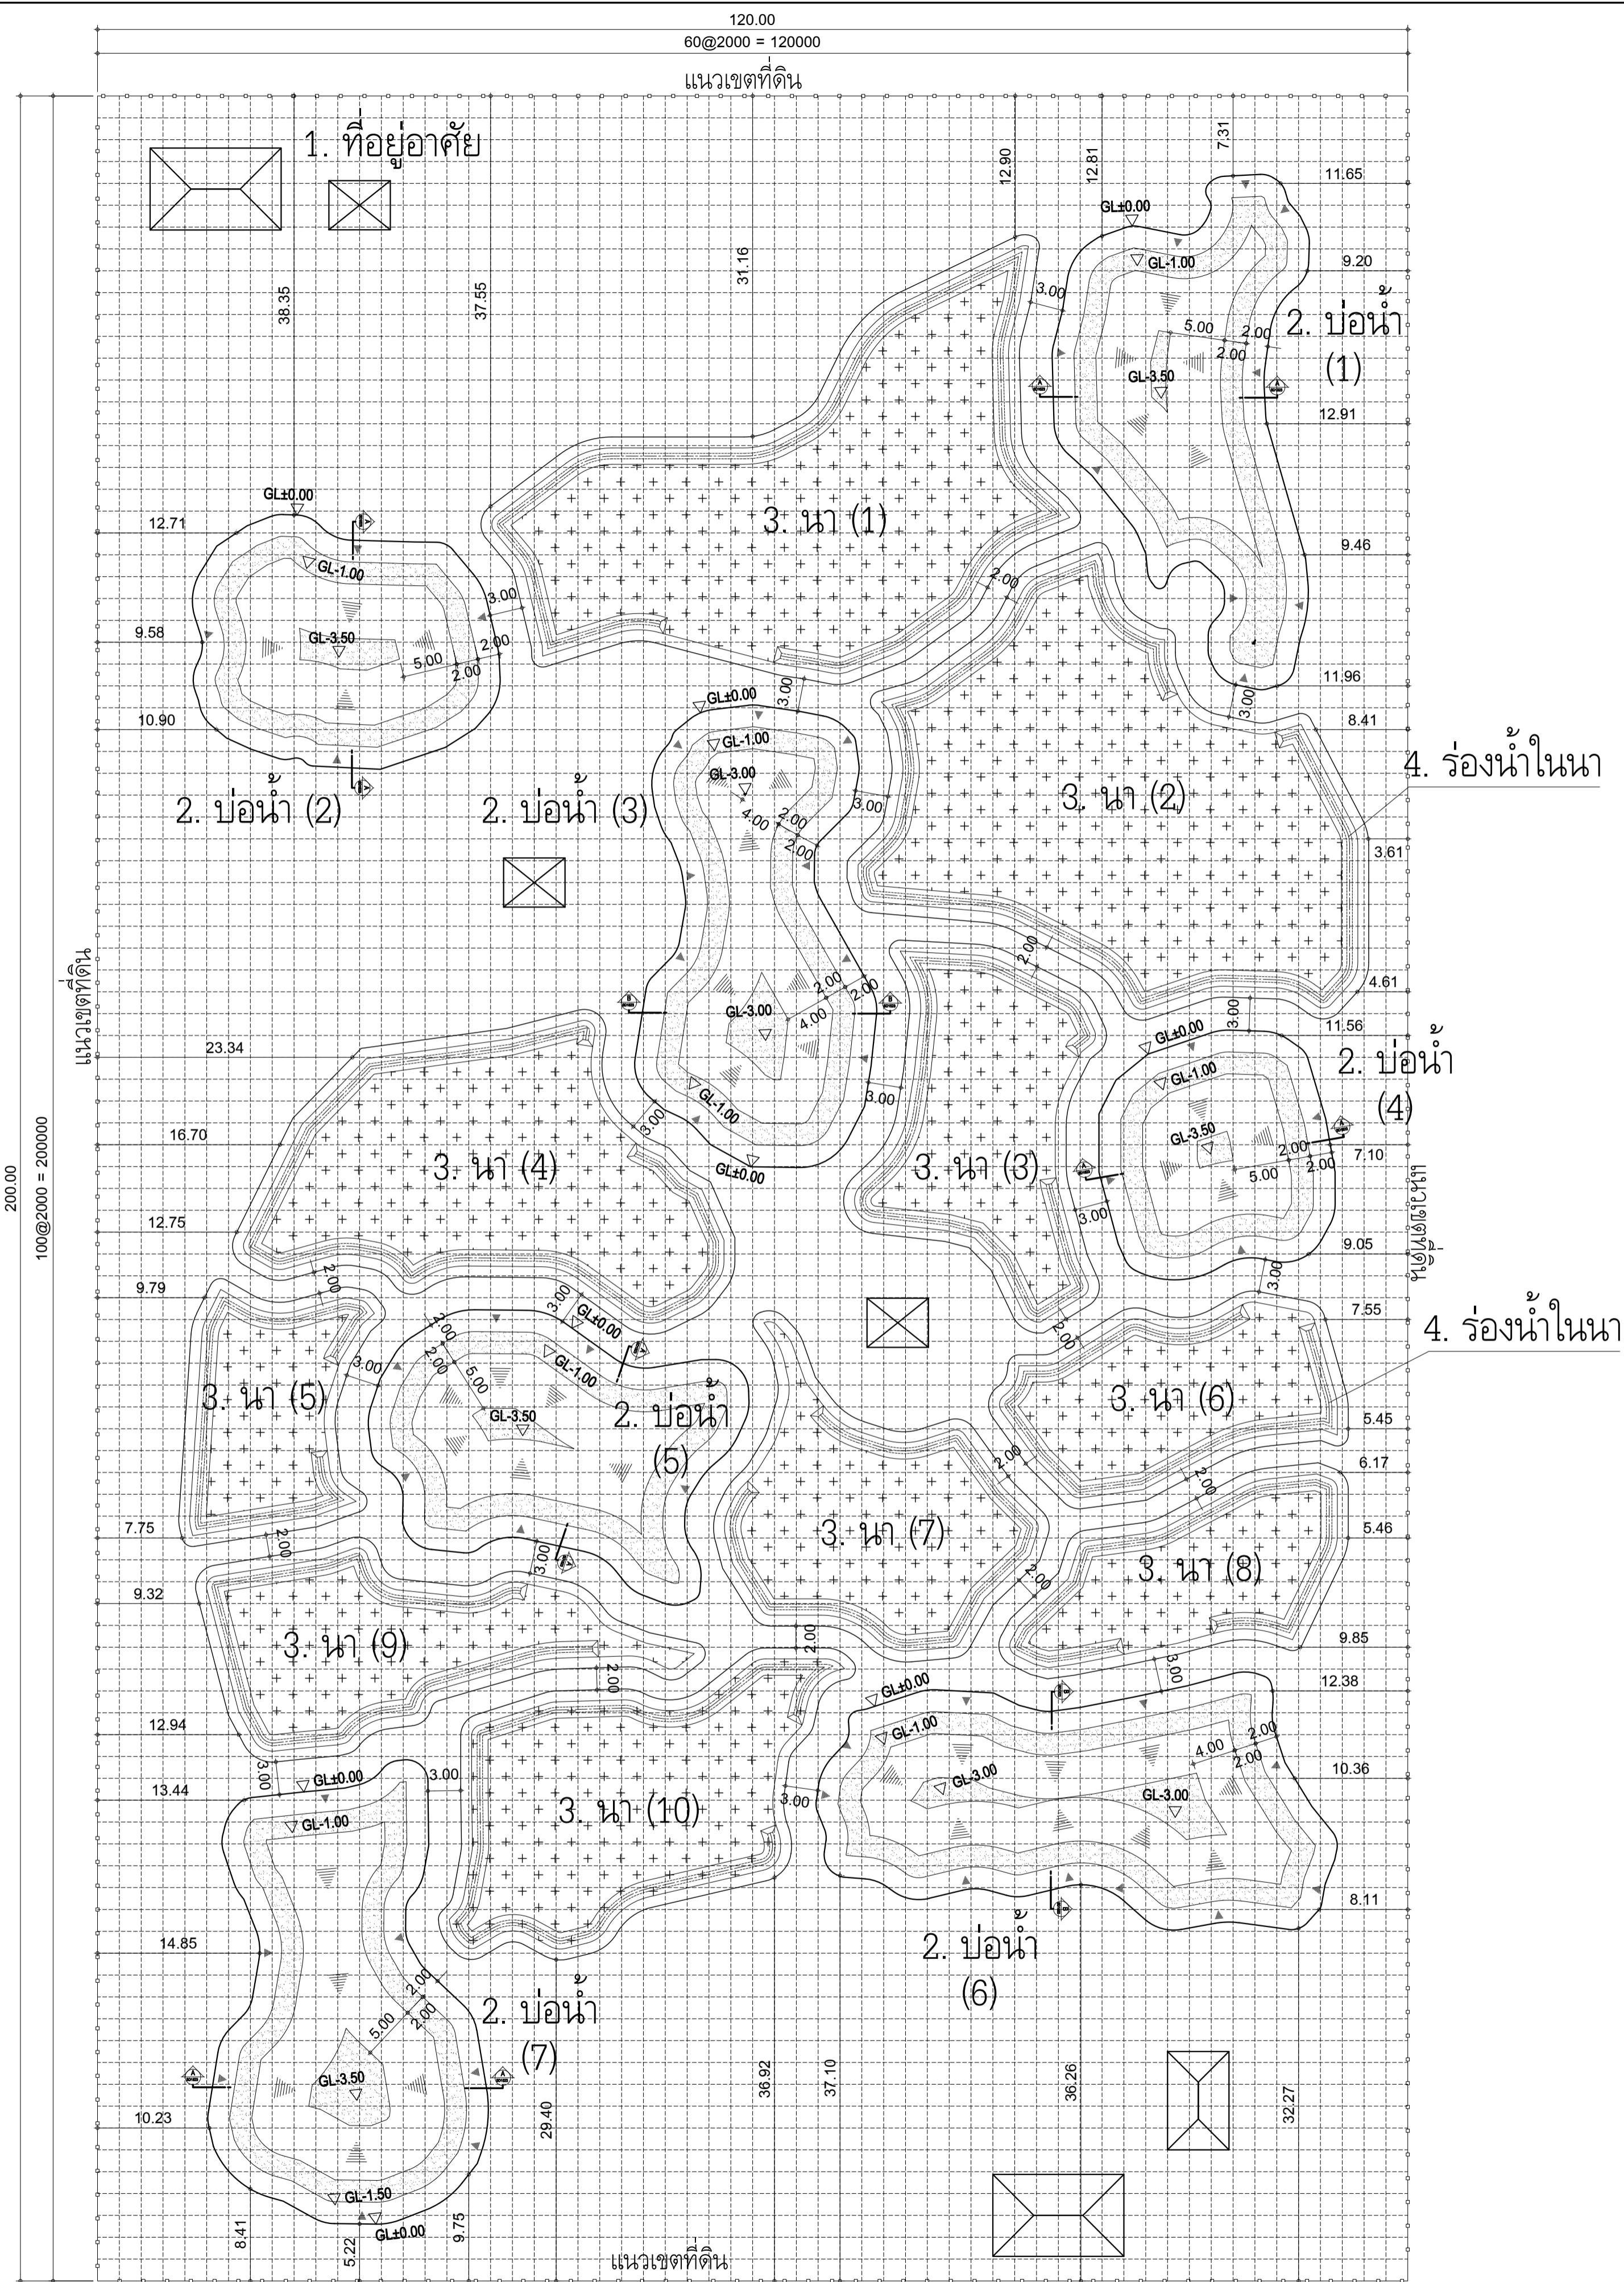 120.00
60@2000 = 120000
แนวเขตที่ดิน
1. ที่อยู่อาศัย
7.31
12.90
12.81
11.65
GL±0.00
31.16
GL-1.00
9.20
38.35
37.55
3.00
2. บ่อน้ำ
(1)
5.00
2.00
2.00
GL-3.50
12.91
GL±0.00
12.71
3. นา (1)
9.46
GL-1.00
2.00
3.00
9.58
GL-3.50
2.00
5.00
2.00
11.96
3.00
GL±0.00
3.00
10.90
8.41
GL-1.00
4. ร่องน้ำในนา
GL-3.00
3. นา (2)
2. บ่อน้ำ (2)
2. บ่อน้ำ (3)
3.00
4.00
2.00
2.00
3.61
แนวเขตที่ดิน
2.00
4.61
2.00
2.00
GL-3.00
4.00
3.00
11.56
GL±0.00
23.34
2. บ่อน้ำ
(4)
GL-1.00
GL-1.00
3.00
3.00
GL-3.50
16.70
2.00
7.10
2.00
5.00
3. นา (4)
3. นา (3)
GL±0.00
100@2000 = 200000
200.00
แนวเขตที่ดิน
12.75
3.00
9.05
2.00
3.00
9.79
3.00
GL±0.00
7.55
4. ร่องน้ำในนา
2.00
2.00
2.00
3.00
5.00
GL-1.00
3. นา (5)
3. นา (6)
GL-3.50
2. บ่อน้ำ
(5)
5.45
2.00
6.17
2.00
7.75
2.00
3. นา (7)
5.46
3.00
3. นา (8)
2.00
9.32
3. นา (9)
2.00
9.85
2.00
3.00
GL±0.00
12.38
12.94
GL-1.00
2.00
4.00
2.00
3.00
GL±0.00
3.00
10.36
13.44
GL-3.00
GL-3.00
3.00
GL-1.00
3. นา (10)
8.11
14.85
2. บ่อน้ำ
(6)
2.00
2.00
5.00
2. บ่อน้ำ
(7)
GL-3.50
36.92
37.10
36.26
32.27
10.23
29.40
GL-1.50
GL±0.00
8.41
5.22
9.75
แนวเขตที่ดิน